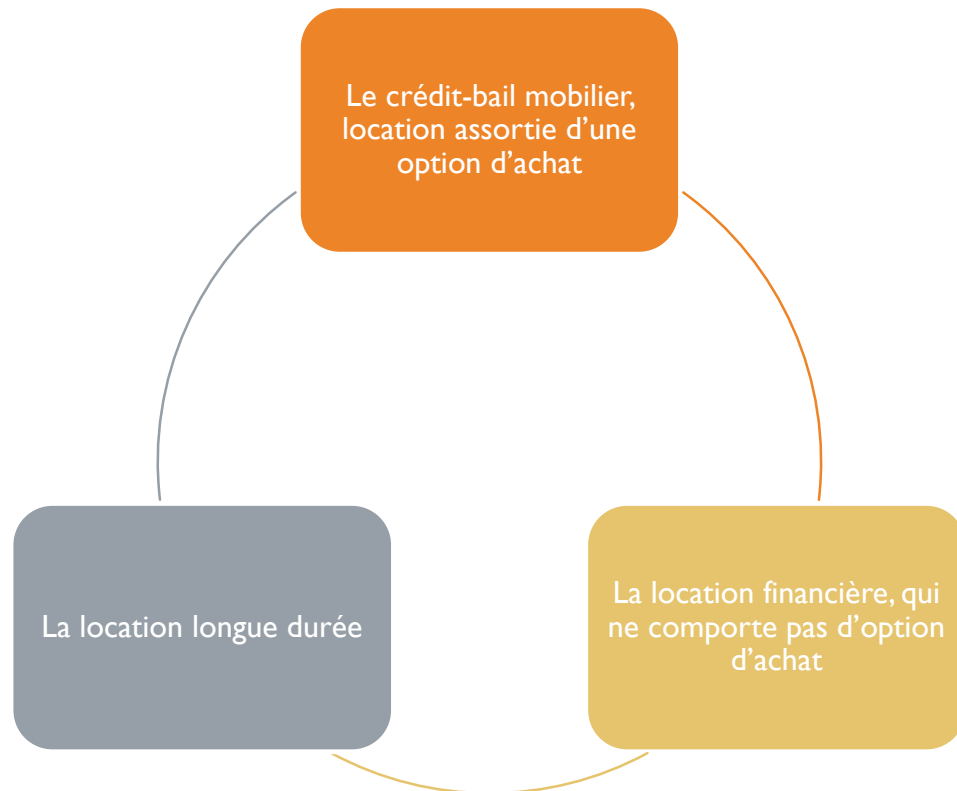 Le crédit-bail mobilier,
location assortie d’une
option d’achat
La location financière, qui
ne comporte pas d’option
d’achat
La location longue durée